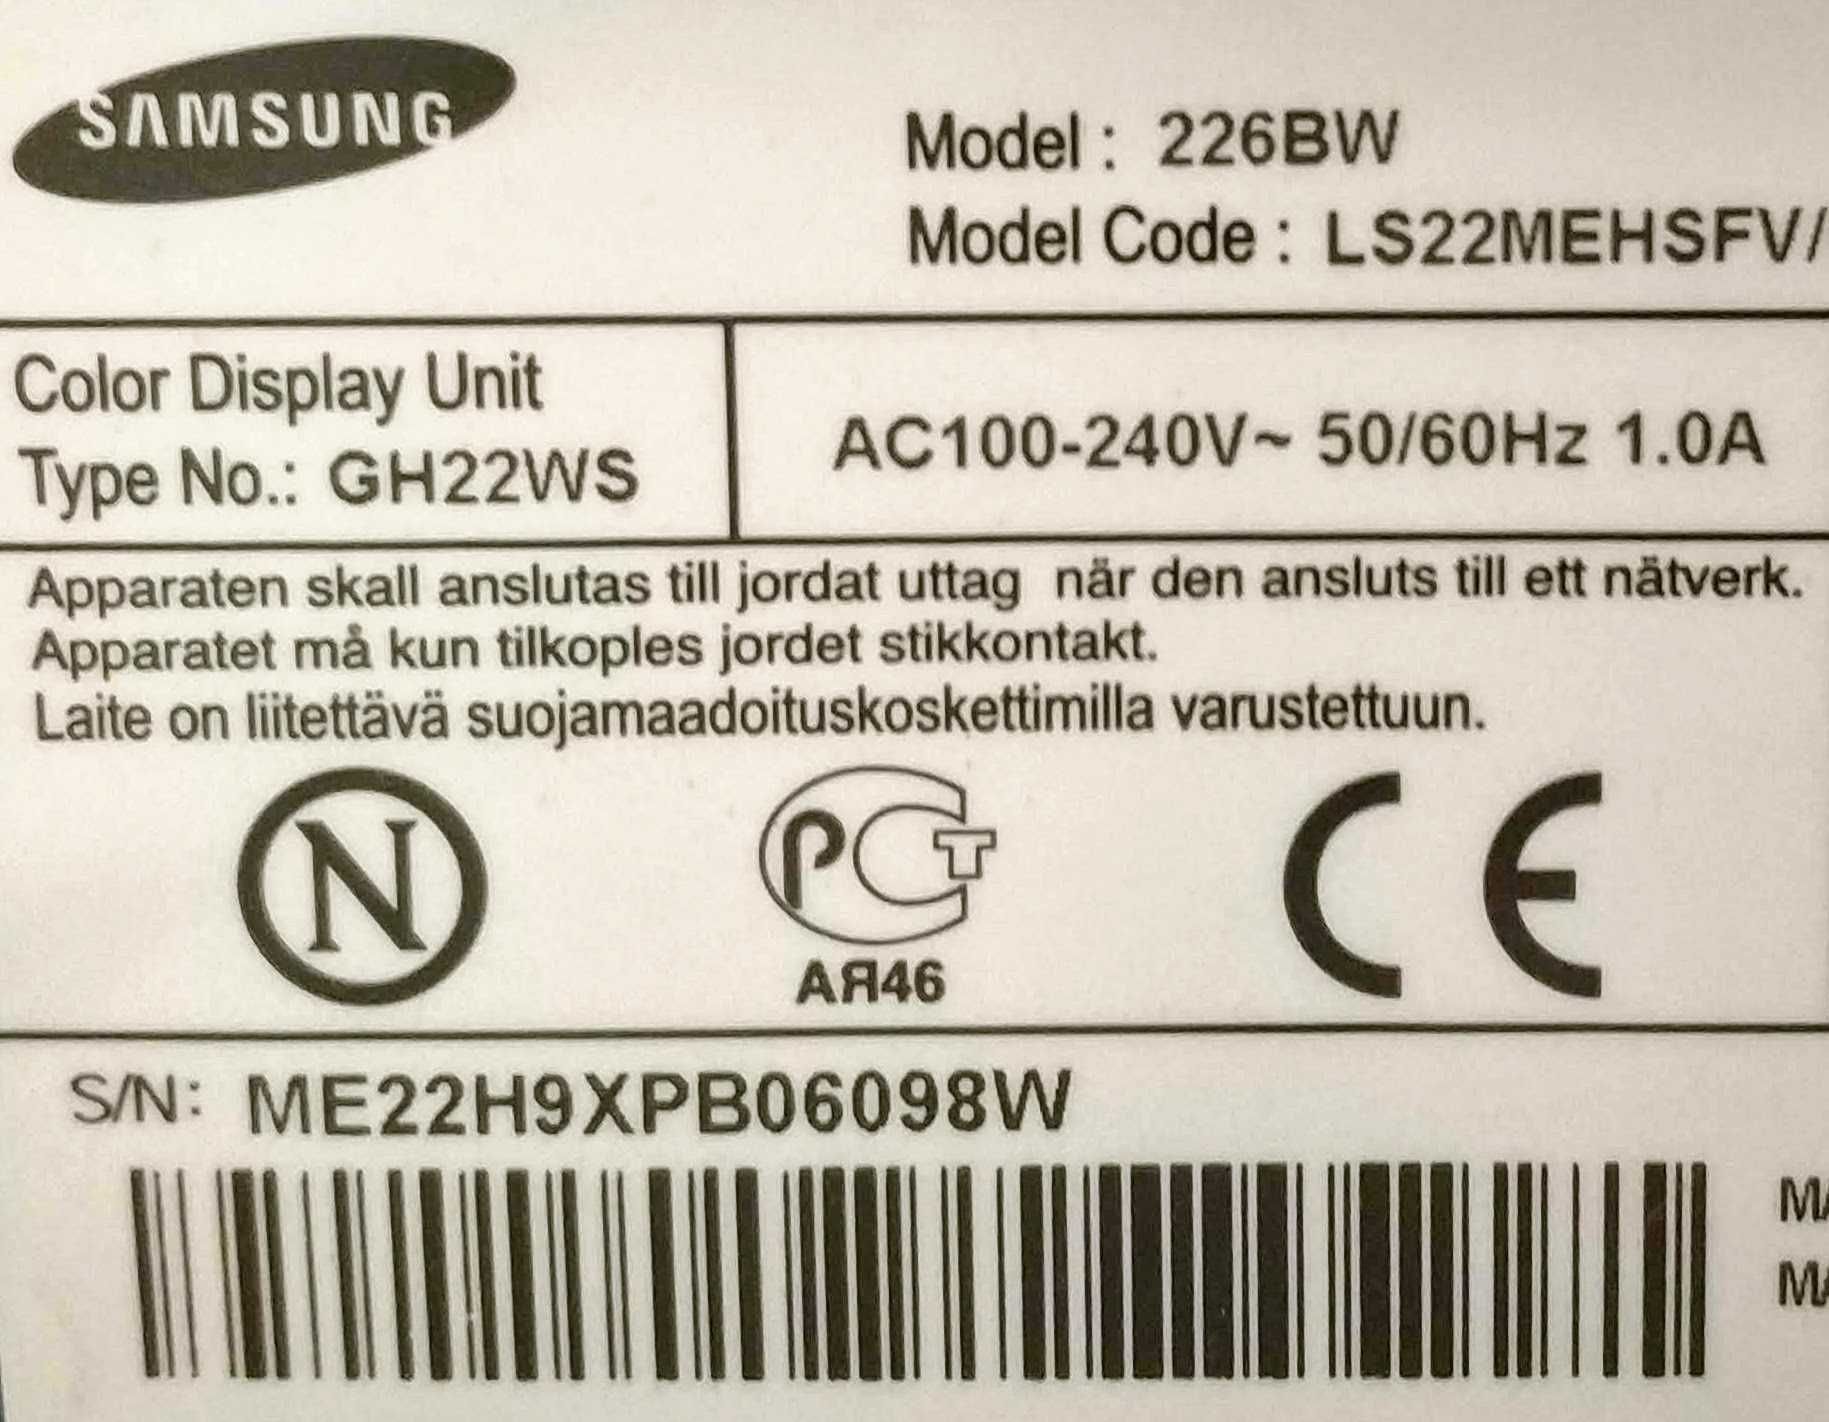 SAMSUNG
Model : 226BW
Model Code : LS22MEHSFV/
Color Display Unit
Type No.: GH22WS
AC100-240V~ 50/60Hz 1.0A
Apparaten skall anslutas till jordat uttag när den ansluts till ett nätverk.
Apparatet må kun tilkoples jordet stikkontakt.
Laite on liitettävä suojamaadoituskoskettimilla varustettuun.
N
РСТ
АЯ46
CE
S/N: ME22H9XPB06098W